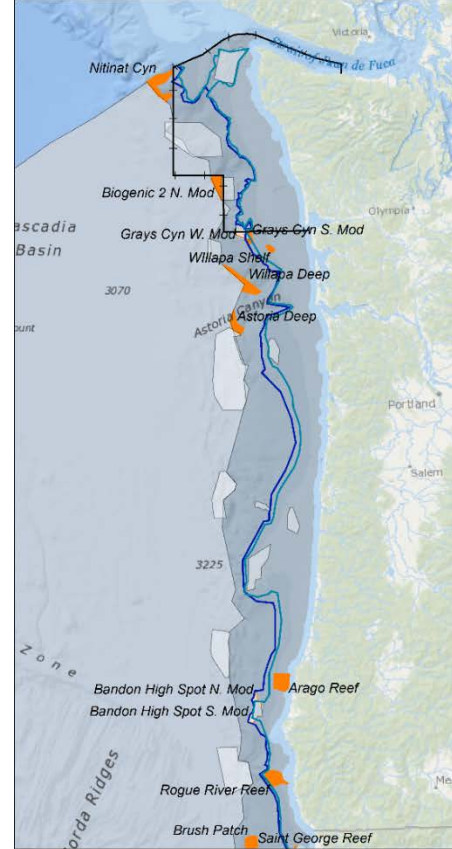 Victoria
Strait of Juan de Fuca
Nitinat Cyn
Biogenic 2 N. Mod
Olympia
ascadia
Basin
Grays Cyn W. Mod
Grays Cyn S. Mod
Willapa Shelf
Willapa Deep
3070
Astoria Canyon
Astoria Deep
ount
Portland
Salem
3225
Zone
Bandon High Spot N. Mod
Arago Reef
Bandon High Spot S. Mod
orda Ridges
Rogue River Reef
Me
Brush Patch
Saint George Reef